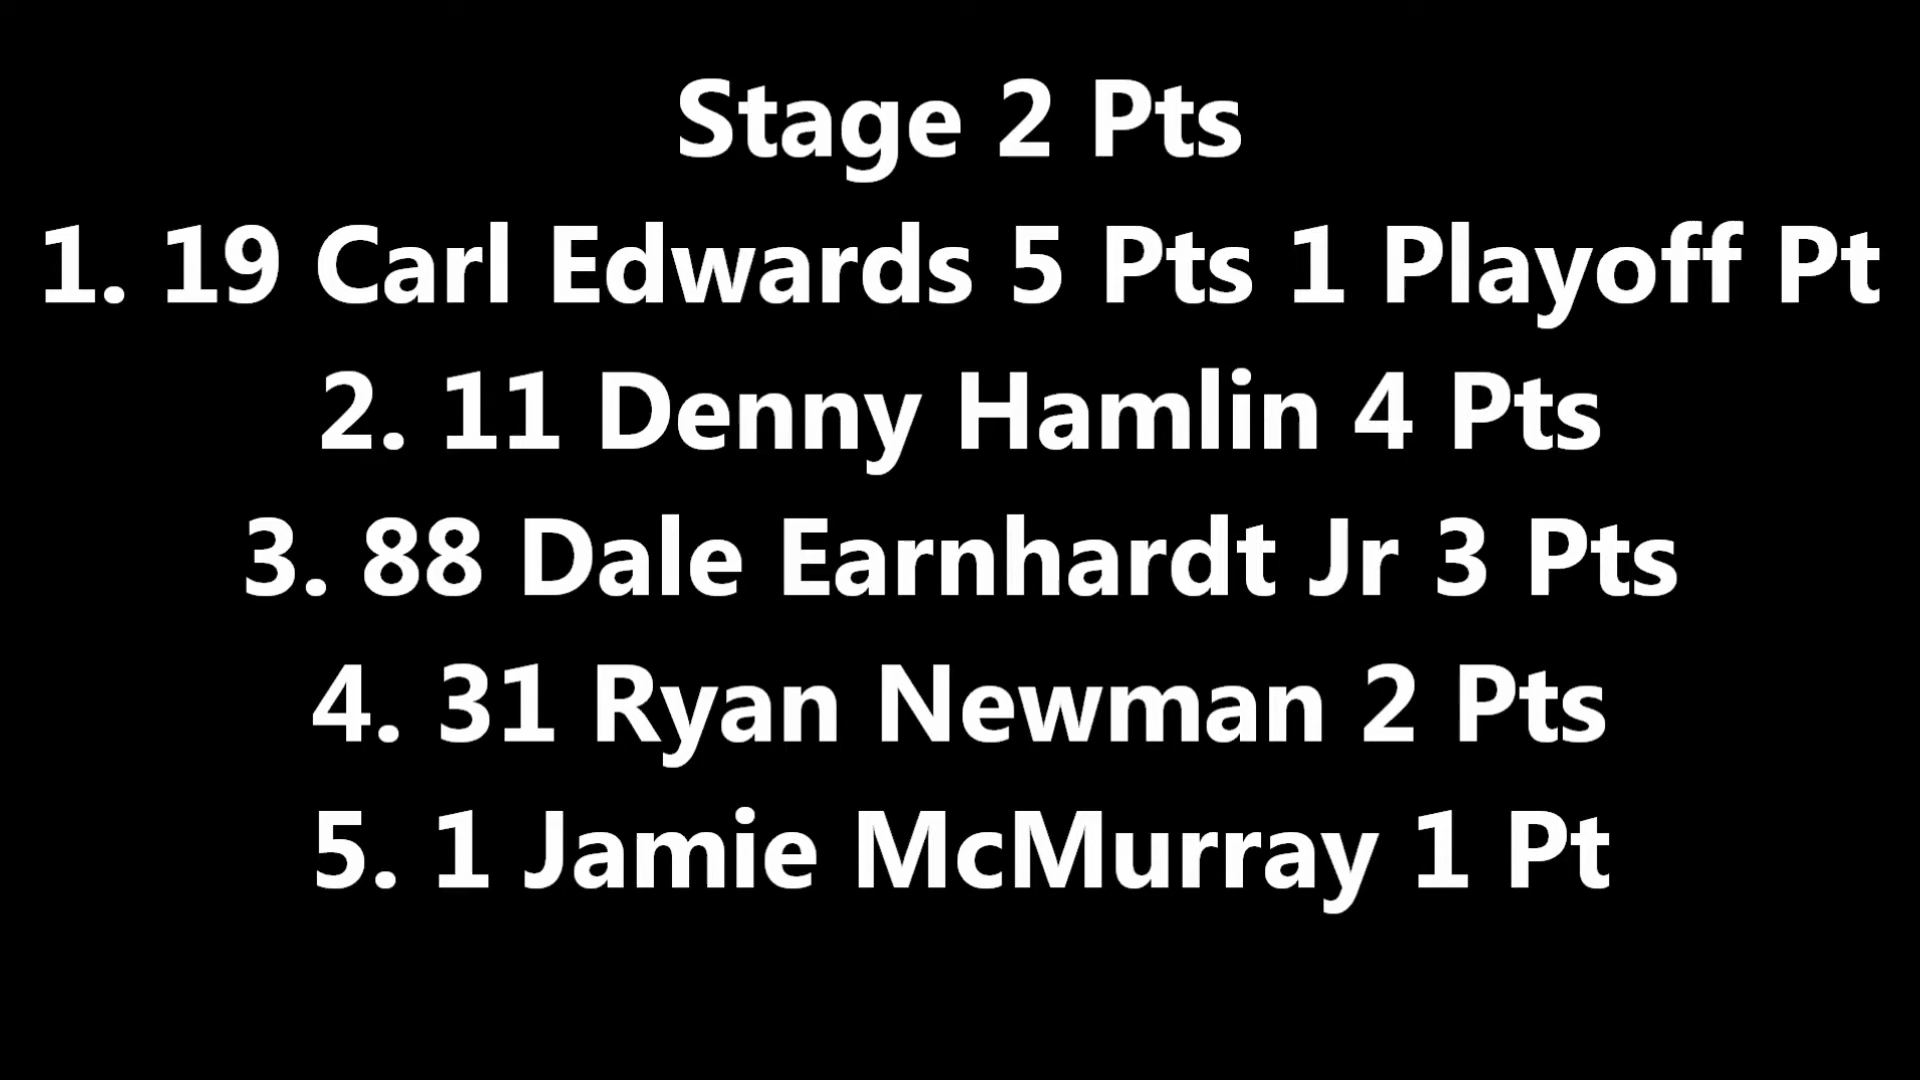 Stage 2 Pts
1. 19 Carl Edwards 5 Pts 1 Playoff Pt
2. 11 Denny Hamlin 4 Pts
3. 88 Dale Earnhardt Jr 3 Pts
4. 31 Ryan Newman 2 Pts
5. 1 Jamie McMurray 1 Pt